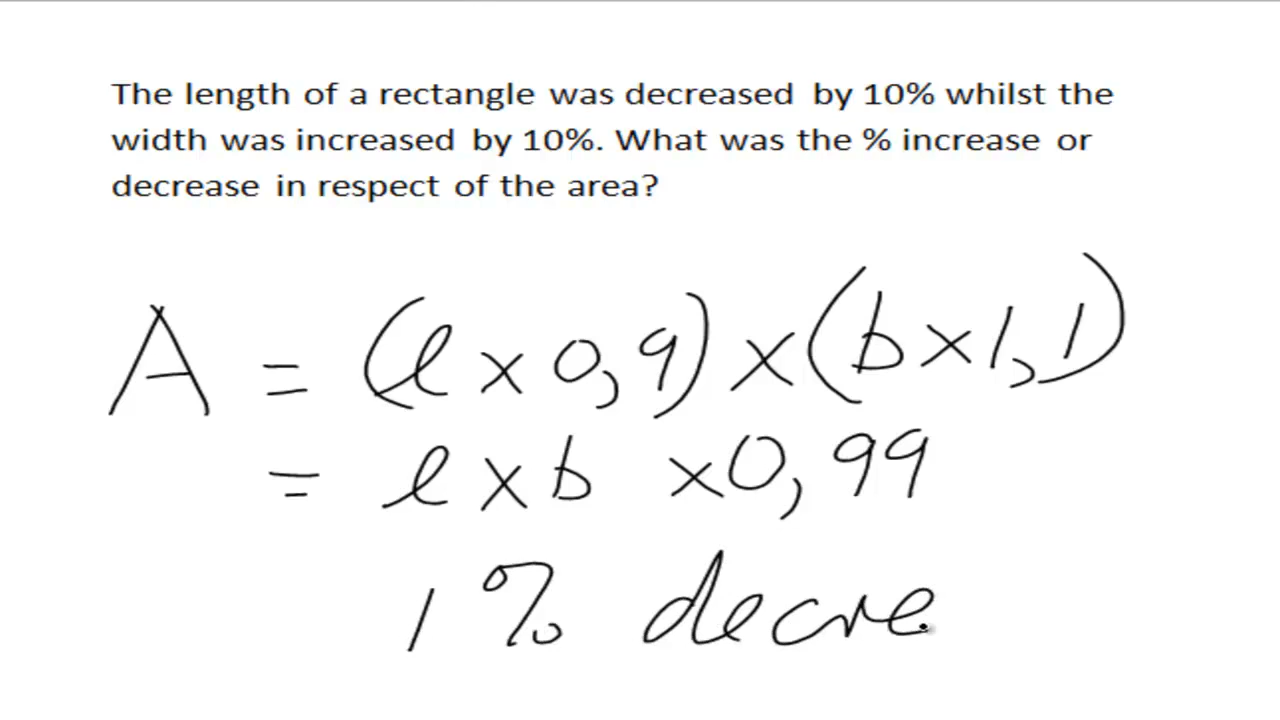 The length of a rectangle was decreased by 10% whilst the
width was increased by 10%. What was the % increase or
decrease in respect of the area?
A = (l x 0,9) x (b x 1,1)
= l x b x 0,99
1% decre